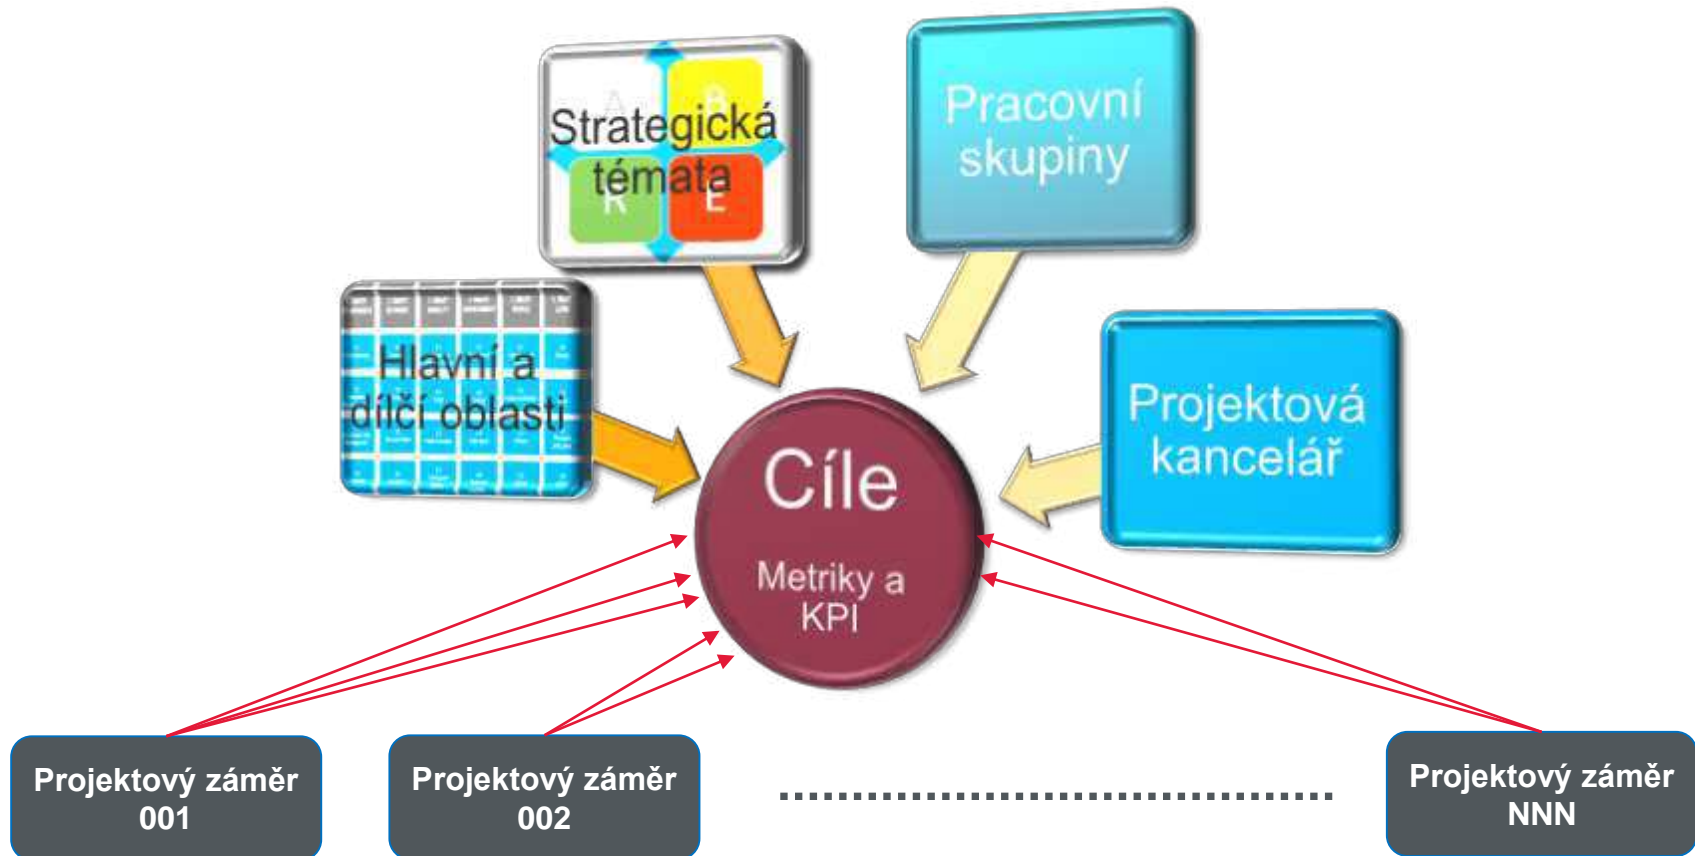 A B
Strategická
témata
R E
Pracovní
skupiny
Hlavní a
dílčí oblasti
Projektová
kancelář
Cíle
Metriky a
KPI
Projektový záměr
001
Projektový záměr
002
Projektový záměr
NNN